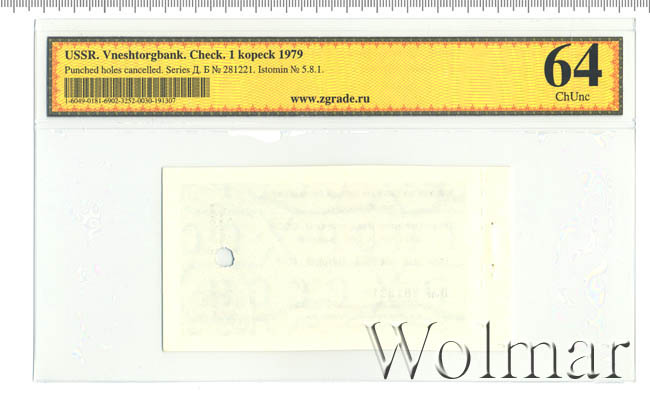 USSR. Vneshtorgbank. Check. 1 kopeck 1979
Punched holes cancelled. Series Д. Б № 281221. Istomin № 5.8.1.
1-6049-0181-6902-3252-0030-191307
www.zgrade.ru
64
ChUnc
Wolmar